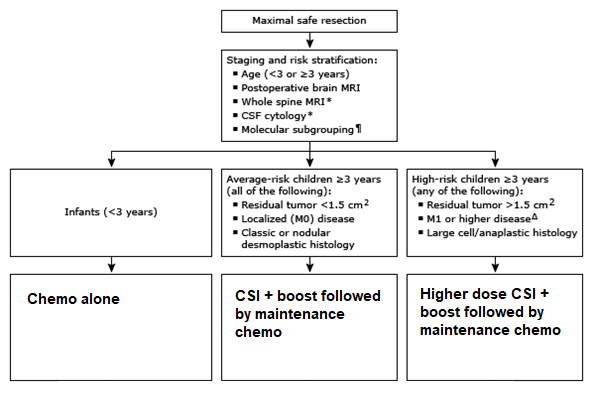 Maximal safe resection
Staging and risk stratification:
▪ Age (<3 or ≥3 years)
▪ Postoperative brain MRI
▪ Whole spine MRI*
▪ CSF cytology*
▪ Molecular subgrouping¶
Infants (<3 years)
Average-risk children ≥3 years
(all of the following):
▪ Residual tumor <1.5 cm²
▪ Localized (M0) disease
▪ Classic or nodular
desmoplastic histology
High-risk children ≥3 years
(any of the following):
▪ Residual tumor >1.5 cm²
▪ M1 or higher diseaseΔ
▪ Large cell/anaplastic histology
Chemo alone
CSI + boost followed
by maintenance
chemo
Higher dose CSI +
boost followed by
maintenance chemo